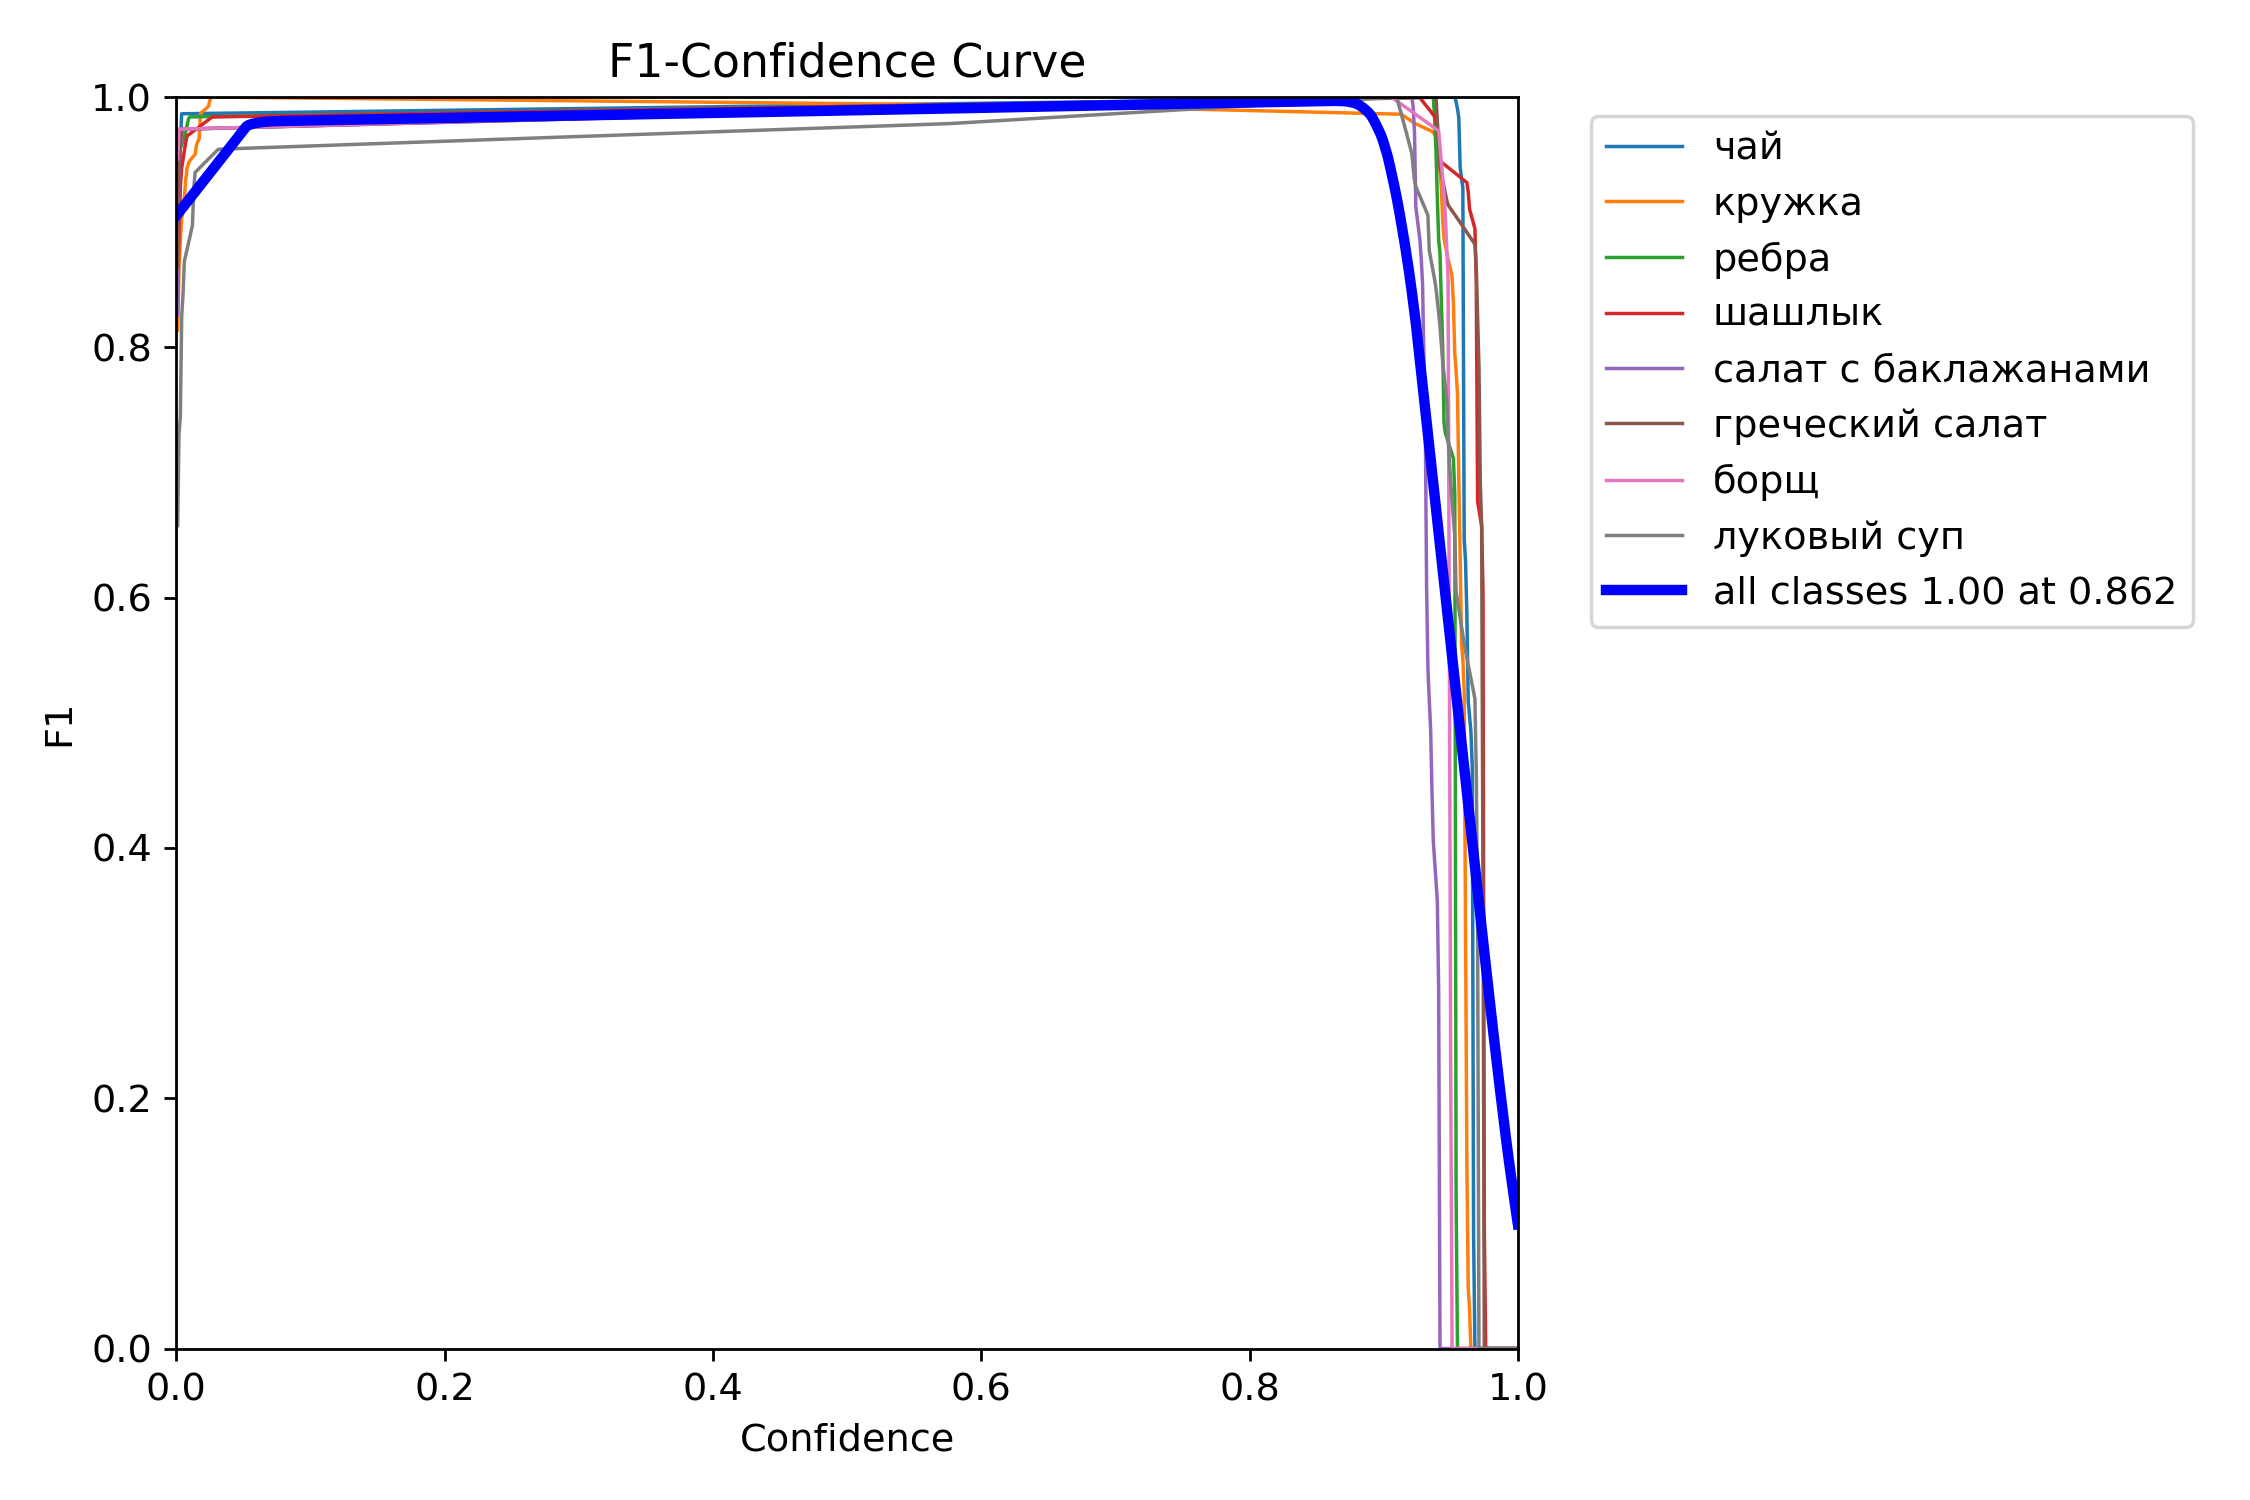 F1-Confidence Curve
1.0
0.8
0.6
0.4
0.2
0.0
F1
0.0 0.2 0.4 0.6 0.8 1.0
Confidence
чай
кружка
ребра
шашлык
салат с баклажанами
греческий салат
борщ
луковый суп
all classes 1.00 at 0.862